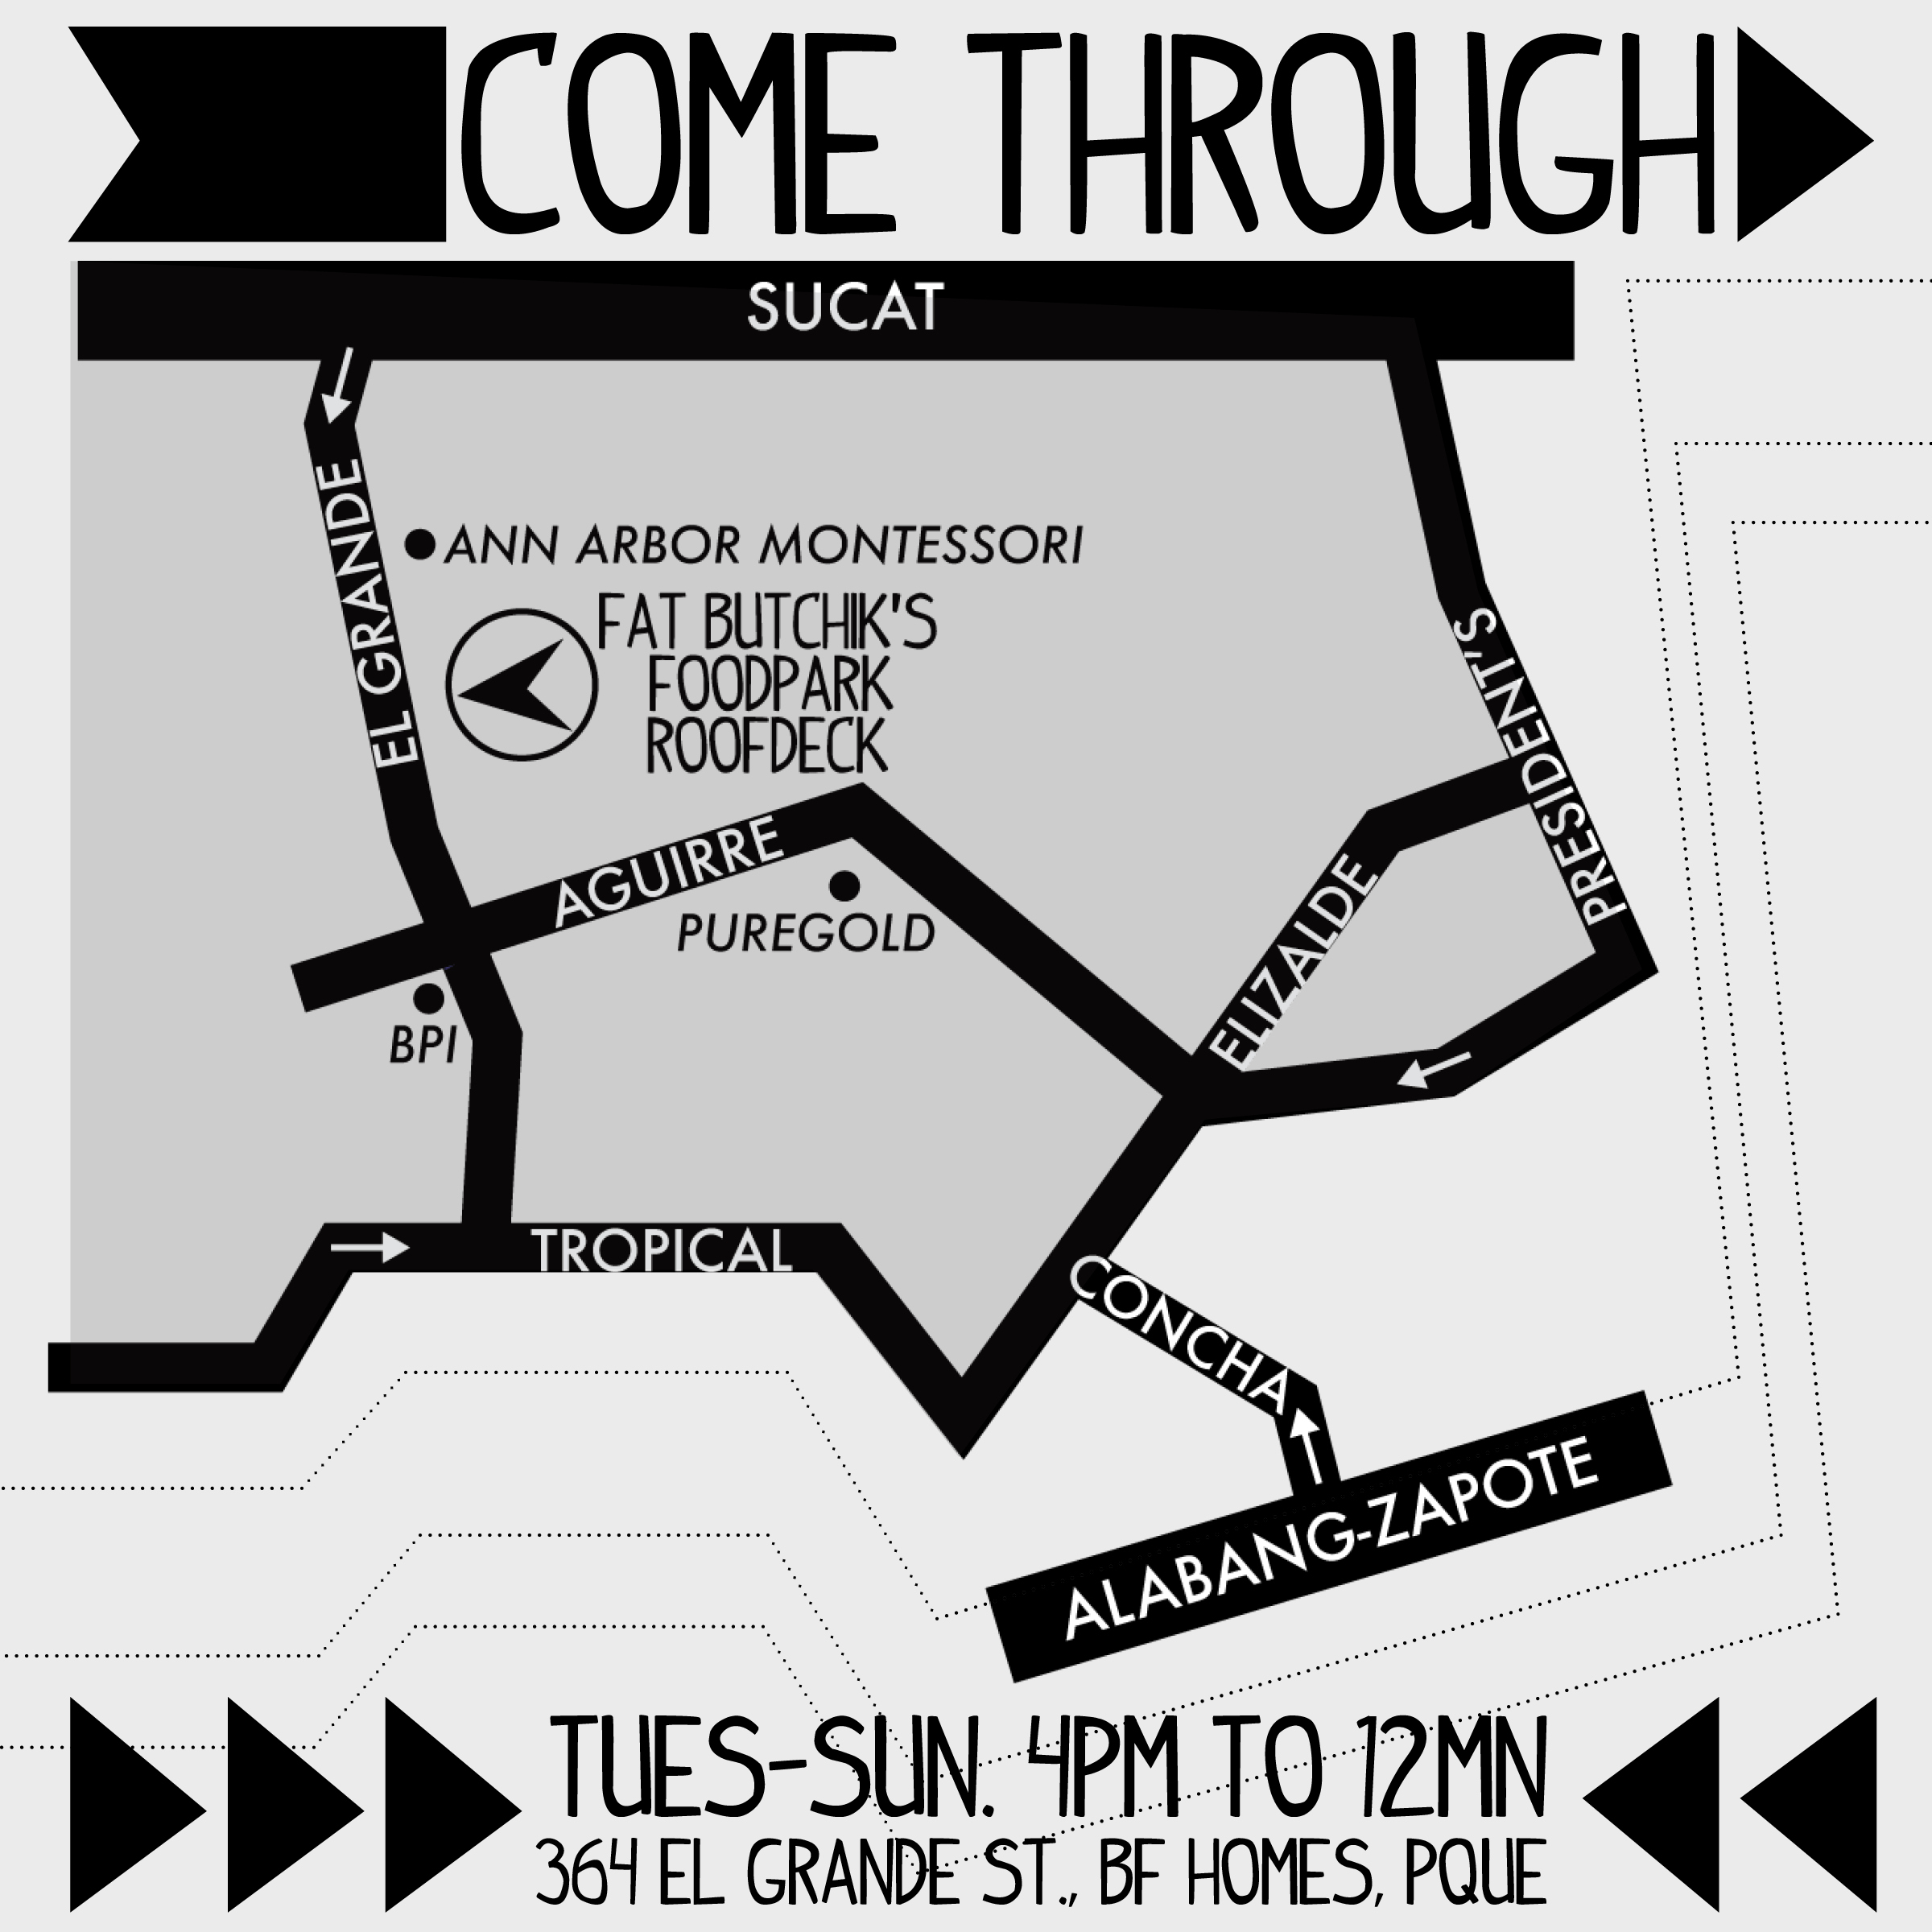 COME THROUGH
SUCAT
EL GRANDE
ANN ARBOR MONTESSORI
FAT BUTCHIK'S
FOODPARK
ROOFDECK
PRESIDENT'S
AGUIRRE
PUREGOLD
ELIZALDE
BPI
TROPICAL
CONCHA
ALABANG-ZAPOTE
TUES-SUN. 4PM TO 12MN
364 EL GRANDE ST., BF HOMES, PQUE